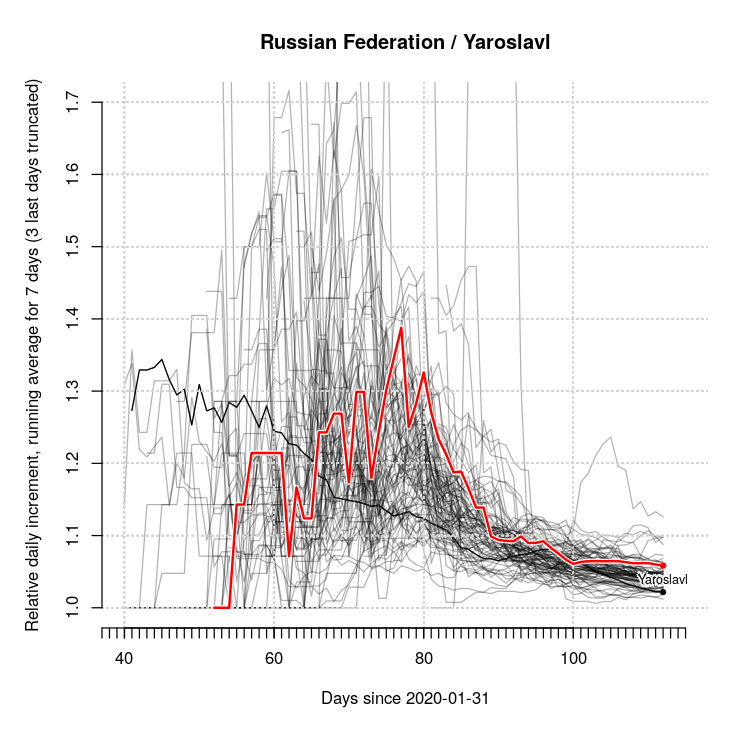 Russian Federation / Yaroslavl
Relative daily increment, running average for 7 days (3 last days truncated)
1.7
1.6
1.5
1.4
1.3
1.2
1.1
1.0
Yaroslavl
40 60 80 100
Days since 2020-01-31